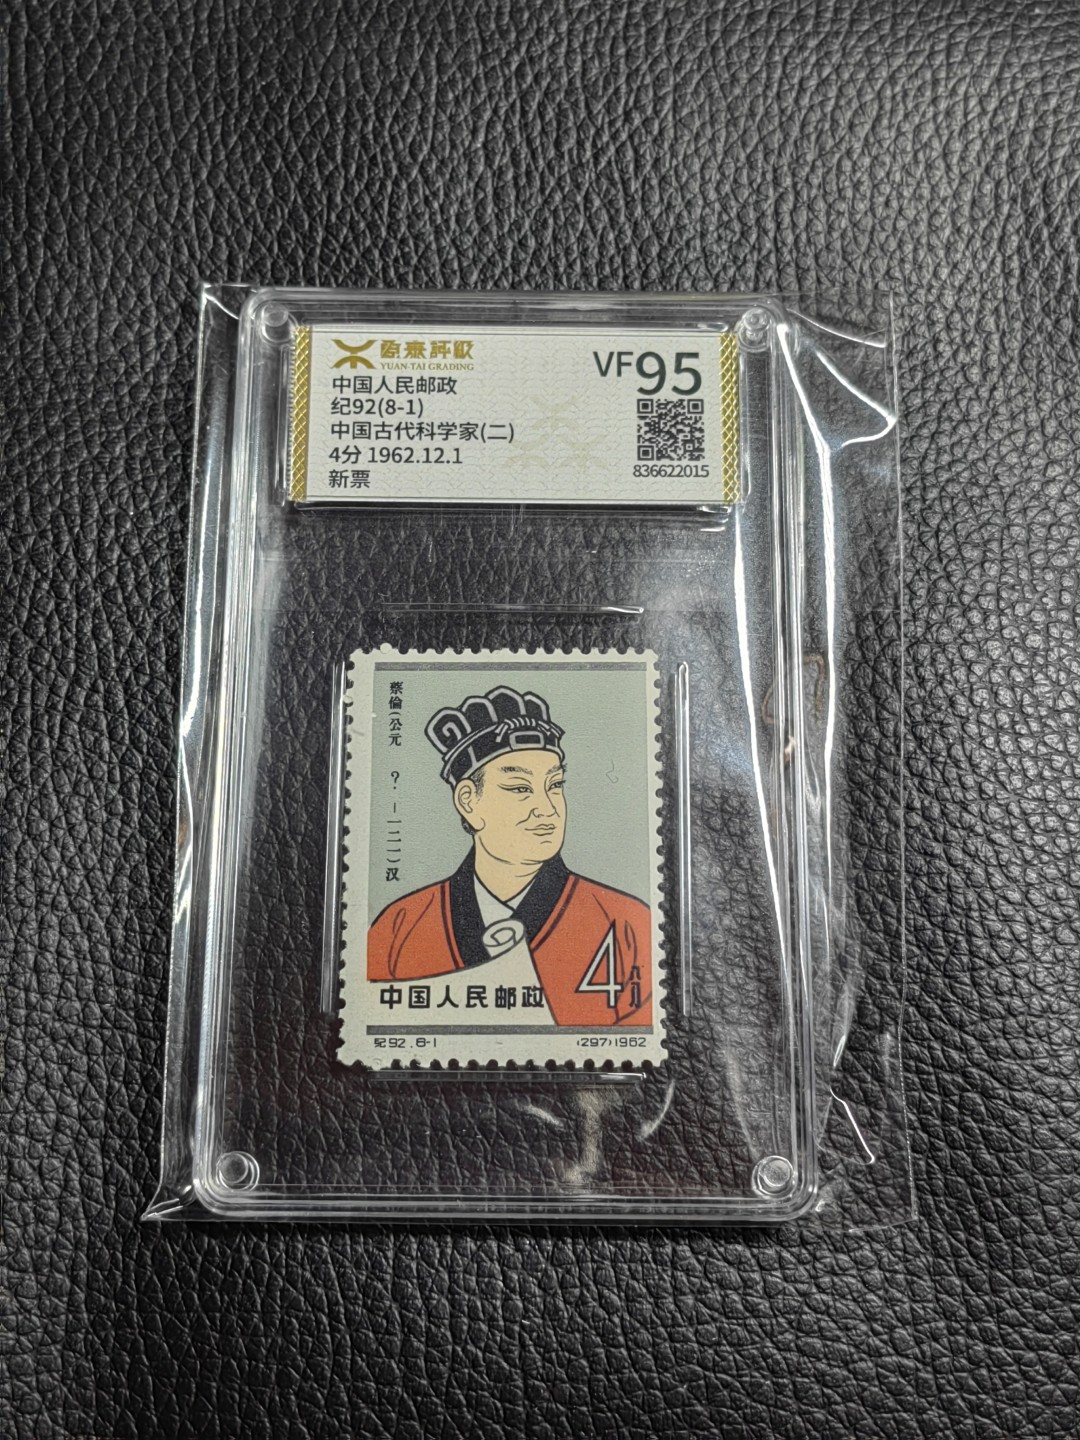 源泰評級
YUAN-TAI GRADING
中国人民邮政
纪92(8-1)
中国古代科学家(二)
4分 1962.12.1
新票
VF95
836622015
蔡倫(公元 ?－一二一)汉
4分
中国人民邮政
纪92.8-1
(297)1962